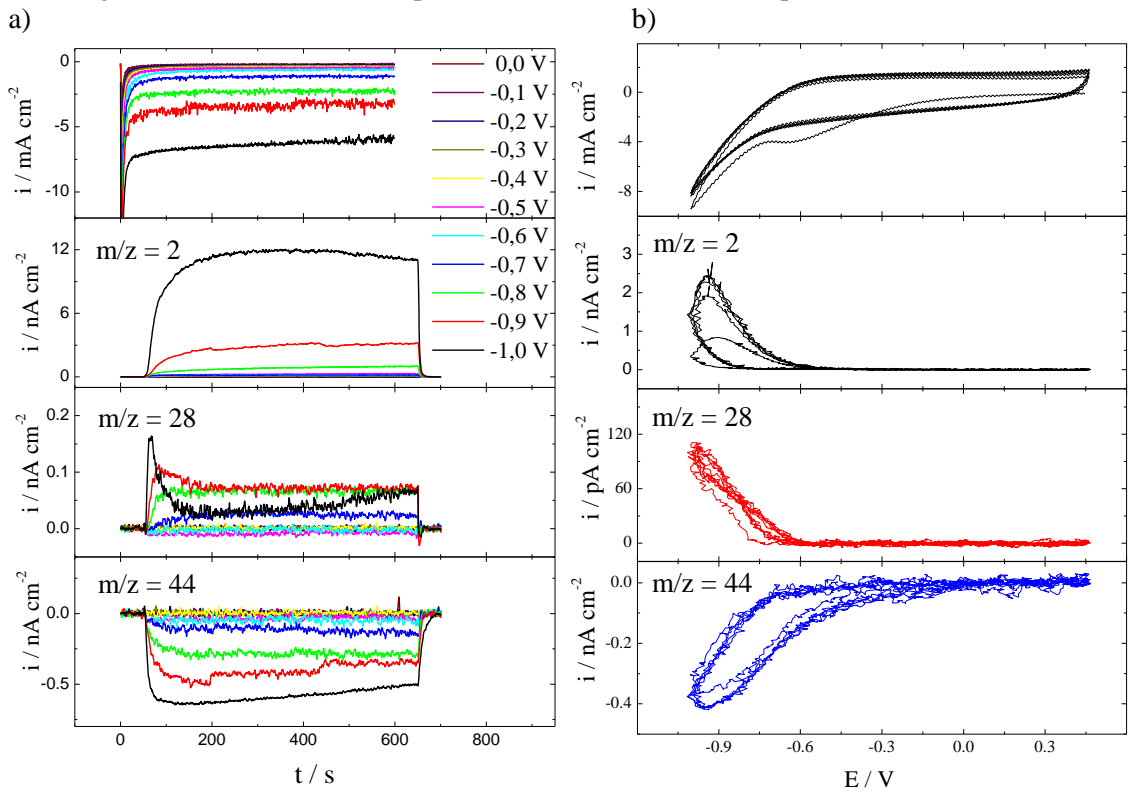 a)
i / mA cm-2
0
-5
-10
0,0 V
-0,1 V
-0,2 V
-0,3 V
-0,4 V
-0,5 V
-0,6 V
-0,7 V
-0,8 V
-0,9 V
-1,0 V
m/z = 2
i / nA cm-2
12
6
0
m/z = 28
i / nA cm-2
0.2
0.1
0.0
m/z = 44
i / nA cm-2
0.0
-0.5
0
200
400
600
800
t / s
b)
i / mA cm-2
0
-4
-8
m/z = 2
i / nA cm-2
3
2
1
0
m/z = 28
i / pA cm-2
120
60
0
m/z = 44
i / nA cm-2
0.0
-0.2
-0.4
-0.9
-0.6
-0.3
0.0
0.3
E / V